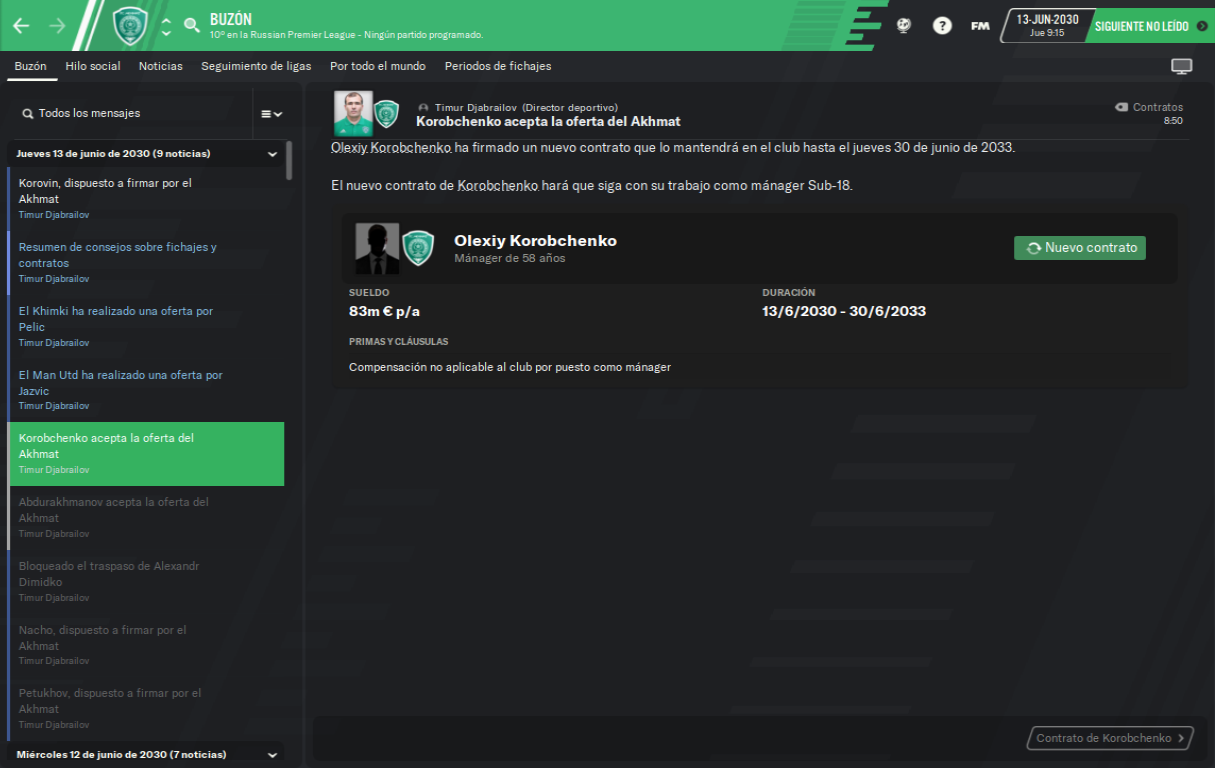 BUZÓN
10º en la Russian Premier League - Ningún partido programado.
FM
13-JUN-2030
Jue 9:15
SIGUIENTE NO LEÍDO
Buzón
Hilo social
Noticias
Seguimiento de ligas
Por todo el mundo
Periodos de fichajes
Todos los mensajes
Jueves 13 de junio de 2030 (9 noticias)
Korovin, dispuesto a firmar por el
Akhmat
Timur Djabrailov
Resumen de consejos sobre fichajes y
contratos
Timur Djabrailov
El Khimki ha realizado una oferta por
Pelic
Timur Djabrailov
El Man Utd ha realizado una oferta por
Jazvic
Timur Djabrailov
Korobchenko acepta la oferta del
Akhmat
Timur Djabrailov
Abdurakhmanov acepta la oferta del
Akhmat
Timur Djabrailov
Bloqueado el traspaso de Alexandr
Dimidko
Timur Djabrailov
Nacho, dispuesto a firmar por el
Akhmat
Timur Djabrailov
Petukhov, dispuesto a firmar por el
Akhmat
Timur Djabrailov
Miércoles 12 de junio de 2030 (7 noticias)
Timur Djabrailov (Director deportivo)
Korobchenko acepta la oferta del Akhmat
Contratos
8:50
Olexiy Korobchenko ha firmado un nuevo contrato que lo mantendrá en el club hasta el jueves 30 de junio de 2033.
El nuevo contrato de Korobchenko hará que siga con su trabajo como mánager Sub-18.
Olexiy Korobchenko
Mánager de 58 años
Nuevo contrato
SUELDO
83m € p/a
DURACIÓN
13/6/2030 - 30/6/2033
PRIMAS Y CLÁUSULAS
Compensación no aplicable al club por puesto como mánager
Contrato de Korobchenko